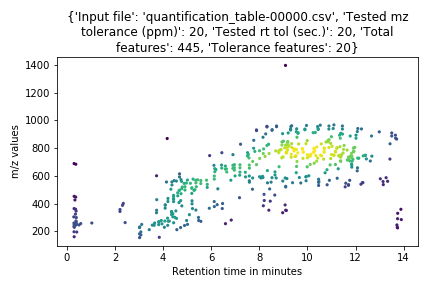 {'Input file': 'quantification_table-00000.csv', 'Tested mz
tolerance (ppm)': 20, 'Tested rt tol (sec.)': 20, 'Total
features': 445, 'Tolerance features': 20}
1400
1200
1000
800
600
400
200
m/z values
0 2 4 6 8 10 12 14
Retention time in minutes